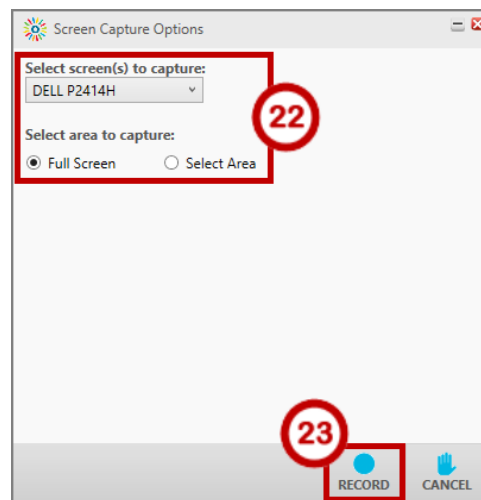 Screen Capture Options
Select screen(s) to capture:
DELL P2414H
22
Select area to capture:
Full Screen Select Area
23
RECORD CANCEL